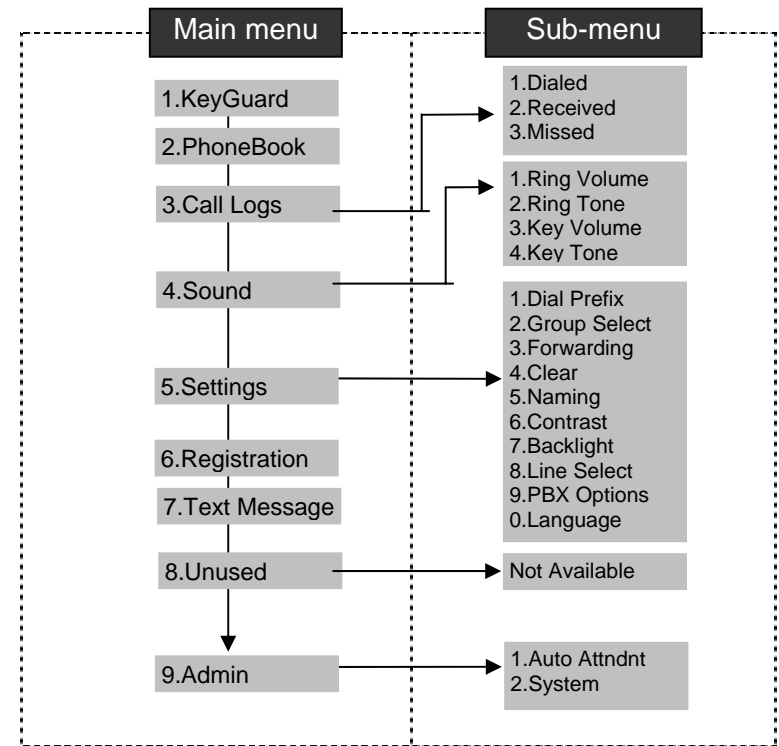 Main menu
1.KeyGuard
2.PhoneBook
3.Call Logs
4.Sound
5.Settings
6.Registration
7.Text Message
8.Unused
9.Admin
Sub-menu
1.Dialed
2.Received
3.Missed
1.Ring Volume
2.Ring Tone
3.Key Volume
4.Key Tone
1.Dial Prefix
2.Group Select
3.Forwarding
4.Clear
5.Naming
6.Contrast
7.Backlight
8.Line Select
9.PBX Options
0.Language
Not Available
1.Auto Attndnt
2.System